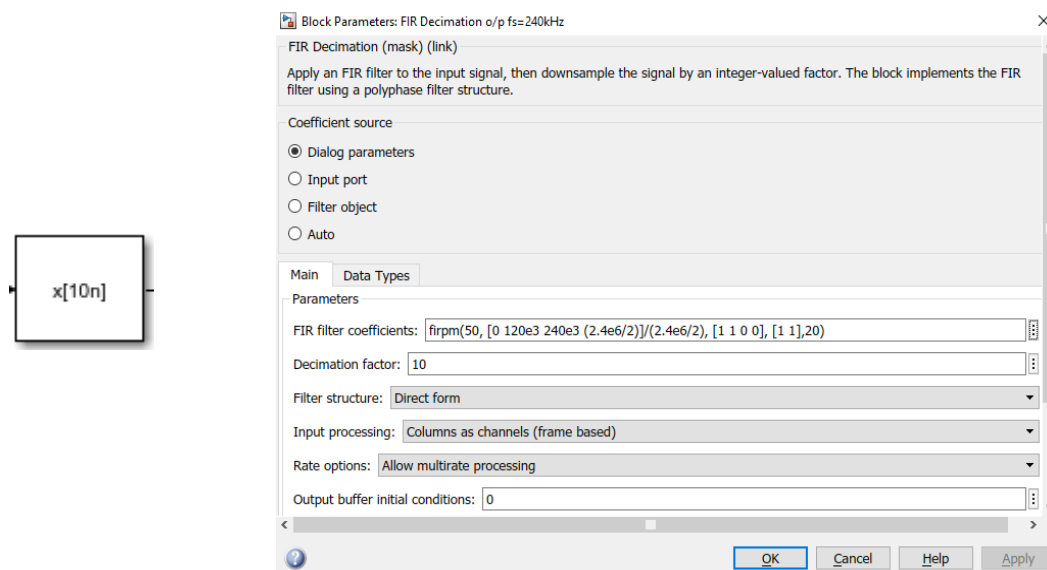 Block Parameters: FIR Decimation o/p fs=240kHz
FIR Decimation (mask) (link)
Apply an FIR filter to the input signal, then downsample the signal by an integer-valued factor. The block implements the FIR
filter using a polyphase filter structure.
Coefficient source
Dialog parameters
Input port
Filter object
Auto
x[10n]
Main Data Types
Parameters
FIR filter coefficients: firpm(50, [0 120e3 240e3 (2.4e6/2)]/(2.4e6/2), [1 1 0 0], [1 1],20)
Decimation factor: 10
Filter structure: Direct form
Input processing: Columns as channels (frame based)
Rate options: Allow multirate processing
Output buffer initial conditions: 0
OK Cancel Help Apply